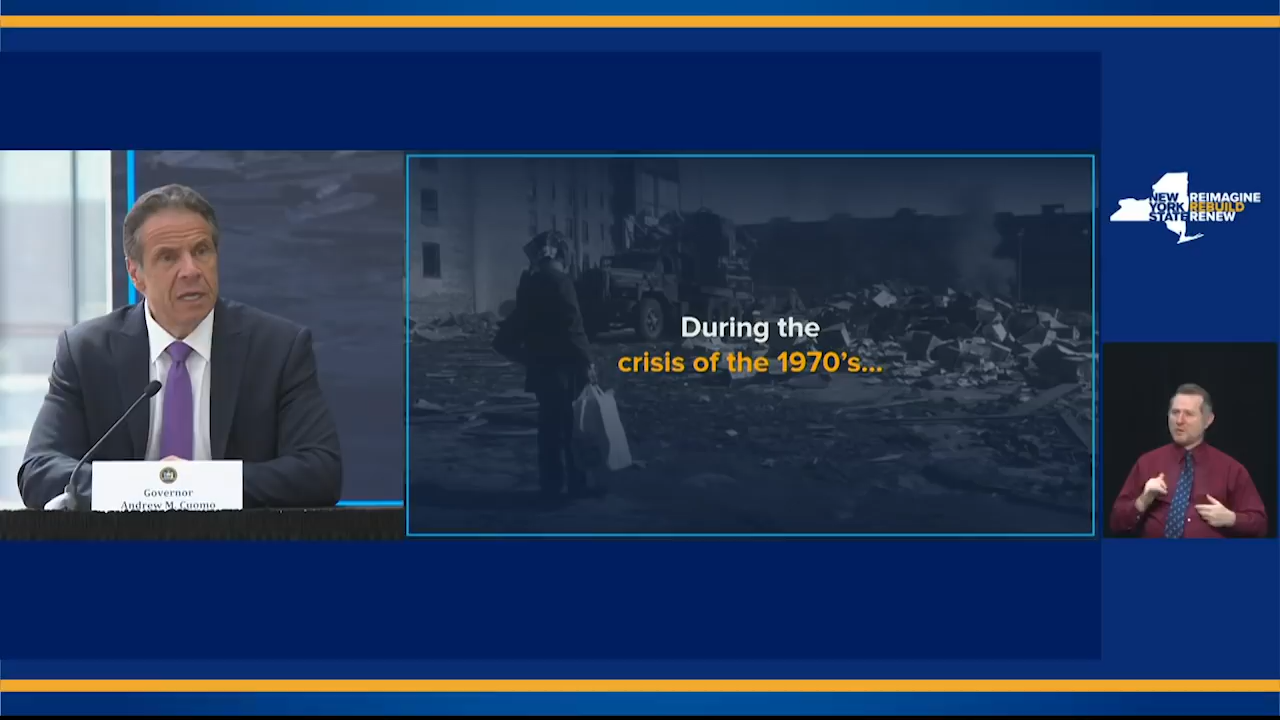 During the
crisis of the 1970's...
NEW
YORK
STATE
REIMAGINE
REBUILD
RENEW
Governor
Andrew M. Cuomo